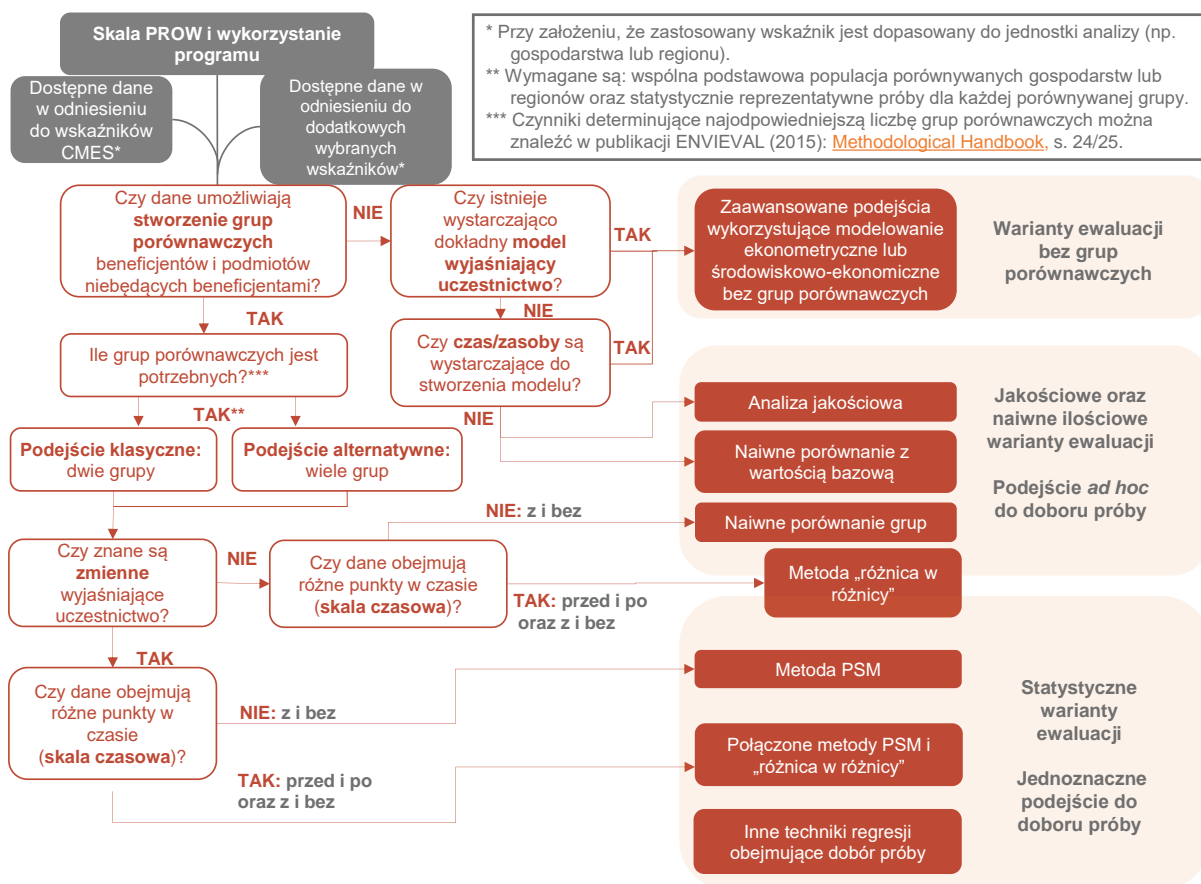 Skala PROW i wykorzystanie
programu
Dostępne dane
w odniesieniu
do wskaźników
CMES*
Dostępne dane w
odniesieniu do
dodatkowych
wybranych
wskaźników*
* Przy założeniu, że zastosowany wskaźnik jest dopasowany do jednostki analizy (np.
gospodarstwa lub regionu).
** Wymagane są: wspólna podstawowa populacja porównywanych gospodarstw lub
regionów oraz statystycznie reprezentatywne próby dla każdej porównywanej grupy.
*** Czynniki determinujące najodpowiedniejszą liczbę grup porównawczych można
znaleźć w publikacji ENVIEVAL (2015): Methodological Handbook, s. 24/25.
Czy dane umożliwiają
stworzenie grup
porównawczych
beneficjentów i podmiotów
niebędących beneficjentami?
NIE
Czy istnieje
wystarczająco
dokładny model
wyjaśniający
uczestnictwo?
TAK
Zaawansowane podejścia
wykorzystujące modelowanie
ekonometryczne lub
środowiskowo-ekonomiczne
bez grup porównawczych
Warianty ewaluacji
bez grup
porównawczych
TAK
NIE
Ile grup porównawczych jest
potrzebnych?***
Czy czas/zasoby są
wystarczające do
stworzenia modelu?
TAK
TAK**
NIE
Analiza jakościowa
Jakościowe oraz
naiwne ilościowe
warianty ewaluacji
Podejście klasyczne:
dwie grupy
Podejście alternatywne:
wiele grup
Naiwne porównanie z
wartością bazową
Podejście ad hoc
do doboru próby
NIE: z i bez
Naiwne porównanie grup
Czy znane są
zmienne
wyjaśniające
uczestnictwo?
NIE
Czy dane obejmują
różne punkty w czasie
(skala czasowa)?
TAK: przed i po
oraz z i bez
Metoda „różnica w
różnicy”
TAK
Czy dane obejmują
różne punkty w
czasie
(skala czasowa)?
NIE: z i bez
Metoda PSM
Statystyczne
warianty
ewaluacji
TAK: przed i po
oraz z i bez
Połączone metody PSM i
„różnica w różnicy”
Jednoznaczne
podejście do
doboru próby
Inne techniki regresji
obejmujące dobór próby